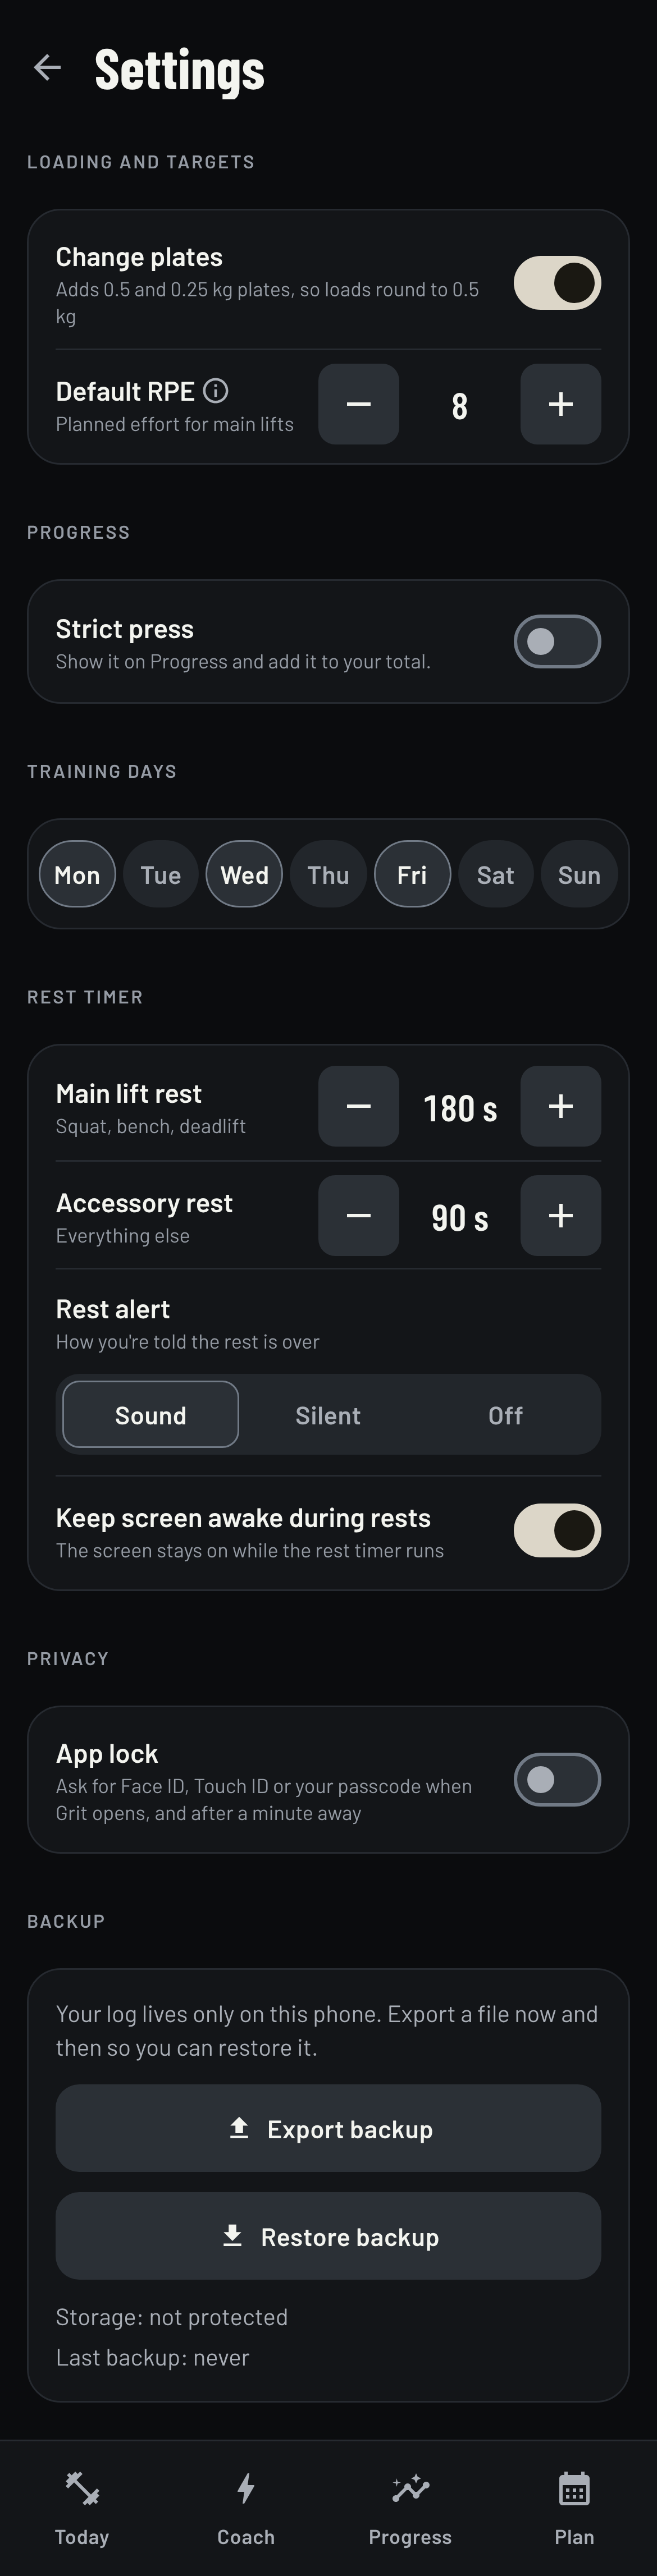 Settings
LOADING AND TARGETS
Change plates
Adds 0.5 and 0.25 kg plates, so loads round to 0.5
kg
Default RPE
Planned effort for main lifts
8
PROGRESS
Strict press
Show it on Progress and add it to your total.
TRAINING DAYS
Mon Tue Wed Thu Fri Sat Sun
REST TIMER
Main lift rest
Squat, bench, deadlift
180 s
Accessory rest
Everything else
90 s
Rest alert
How you're told the rest is over
Sound Silent Off
Keep screen awake during rests
The screen stays on while the rest timer runs
PRIVACY
App lock
Ask for Face ID, Touch ID or your passcode when
Grit opens, and after a minute away
BACKUP
Your log lives only on this phone. Export a file now and
then so you can restore it.
Export backup
Restore backup
Storage: not protected
Last backup: never
Today Coach Progress Plan